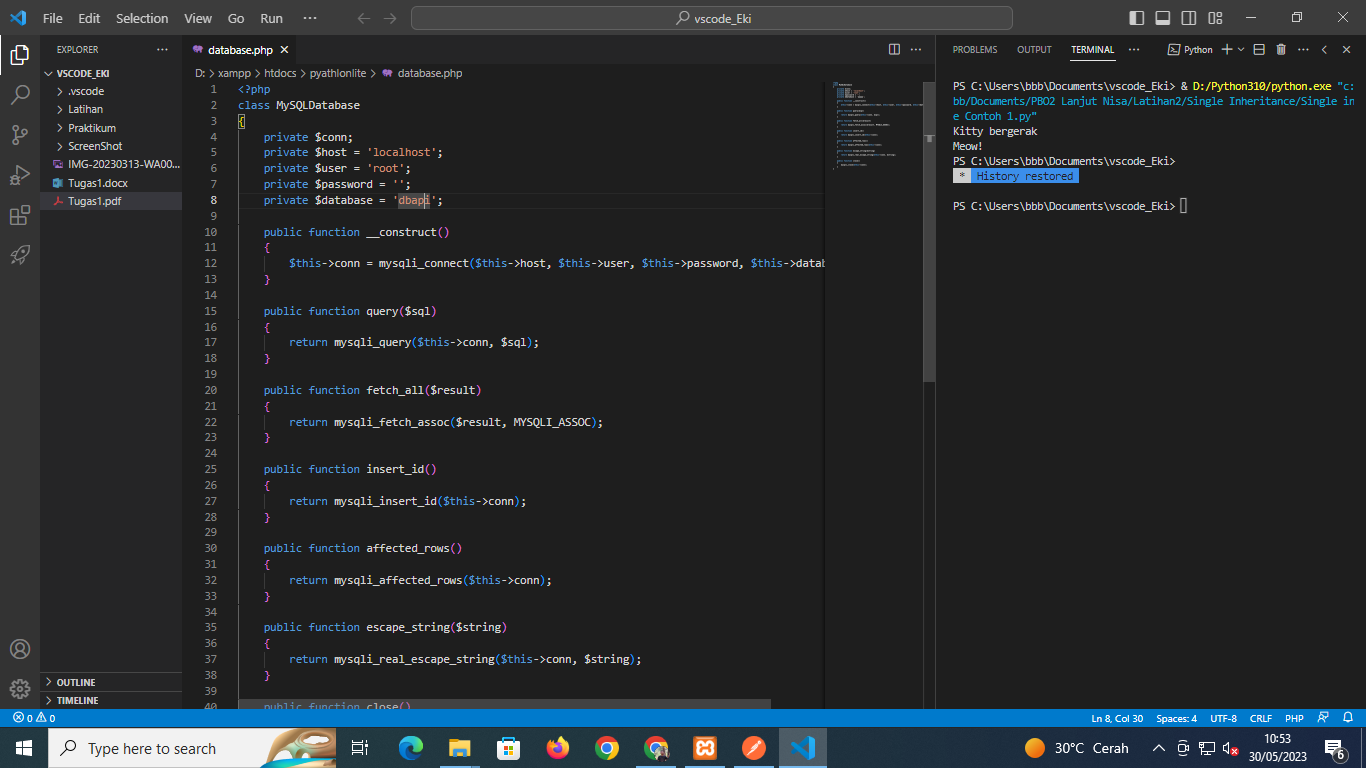 File Edit Selection View Go Run ··· vscode_Eki
EXPLORER ···
VSCODE_EKI
.vscode
Latihan
Praktikum
ScreenShot
IMG-20230313-WA00...
Tugas1.docx
Tugas1.pdf
OUTLINE
TIMELINE
database.php
D: > xampp > htdocs > pyathlonlite > database.php
1 <?php
2 class MySQLDatabase
3 {
4 private $conn;
5 private $host = 'localhost';
6 private $user = 'root';
7 private $password = '';
8 private $database = 'dbapi';
9
10 public function __construct()
11 {
12 $this->conn = mysqli_connect($this->host, $this->user, $this->password, $this->datab
13 }
14
15 public function query($sql)
16 {
17 return mysqli_query($this->conn, $sql);
18 }
19
20 public function fetch_all($result)
21 {
22 return mysqli_fetch_assoc($result, MYSQLI_ASSOC);
23 }
24
25 public function insert_id()
26 {
27 return mysqli_insert_id($this->conn);
28 }
29
30 public function affected_rows()
31 {
32 return mysqli_affected_rows($this->conn);
33 }
34
35 public function escape_string($string)
36 {
37 return mysqli_real_escape_string($this->conn, $string);
38 }
39
40 public function close()
PROBLEMS OUTPUT TERMINAL ··· Python
PS C:\Users\bbb\Documents\vscode_Eki> & D:/Python310/python.exe "c:
bb/Documents/PBO2 Lanjut Nisa/Latihan2/Single Inheritance/Single in
e Contoh 1.py"
Kitty bergerak
Meow!
PS C:\Users\bbb\Documents\vscode_Eki>
* History restored
PS C:\Users\bbb\Documents\vscode_Eki>
0 0 Ln 8, Col 30 Spaces: 4 UTF-8 CRLF PHP
Type here to search
30°C Cerah
10:53
30/05/2023
6